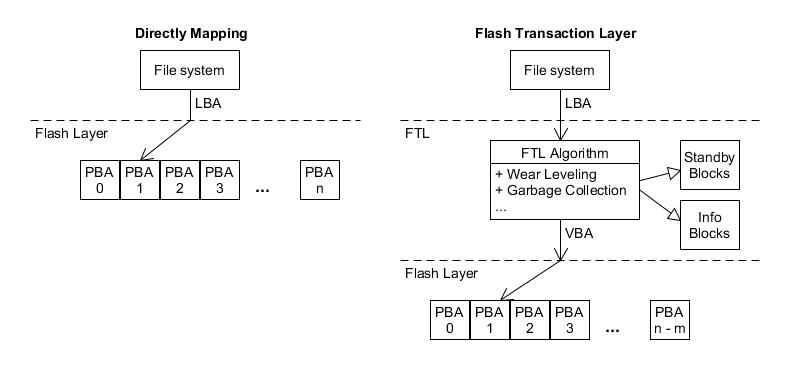 Directly Mapping
File system
LBA
Flash Layer
PBA
0
PBA
1
PBA
2
PBA
3
...
PBA
n
Flash Transaction Layer
File system
LBA
FTL
FTL Algorithm
+ Wear Leveling
+ Garbage Collection
...
Standby
Blocks
Info
Blocks
VBA
Flash Layer
PBA
0
PBA
1
PBA
2
PBA
3
...
PBA
n - m